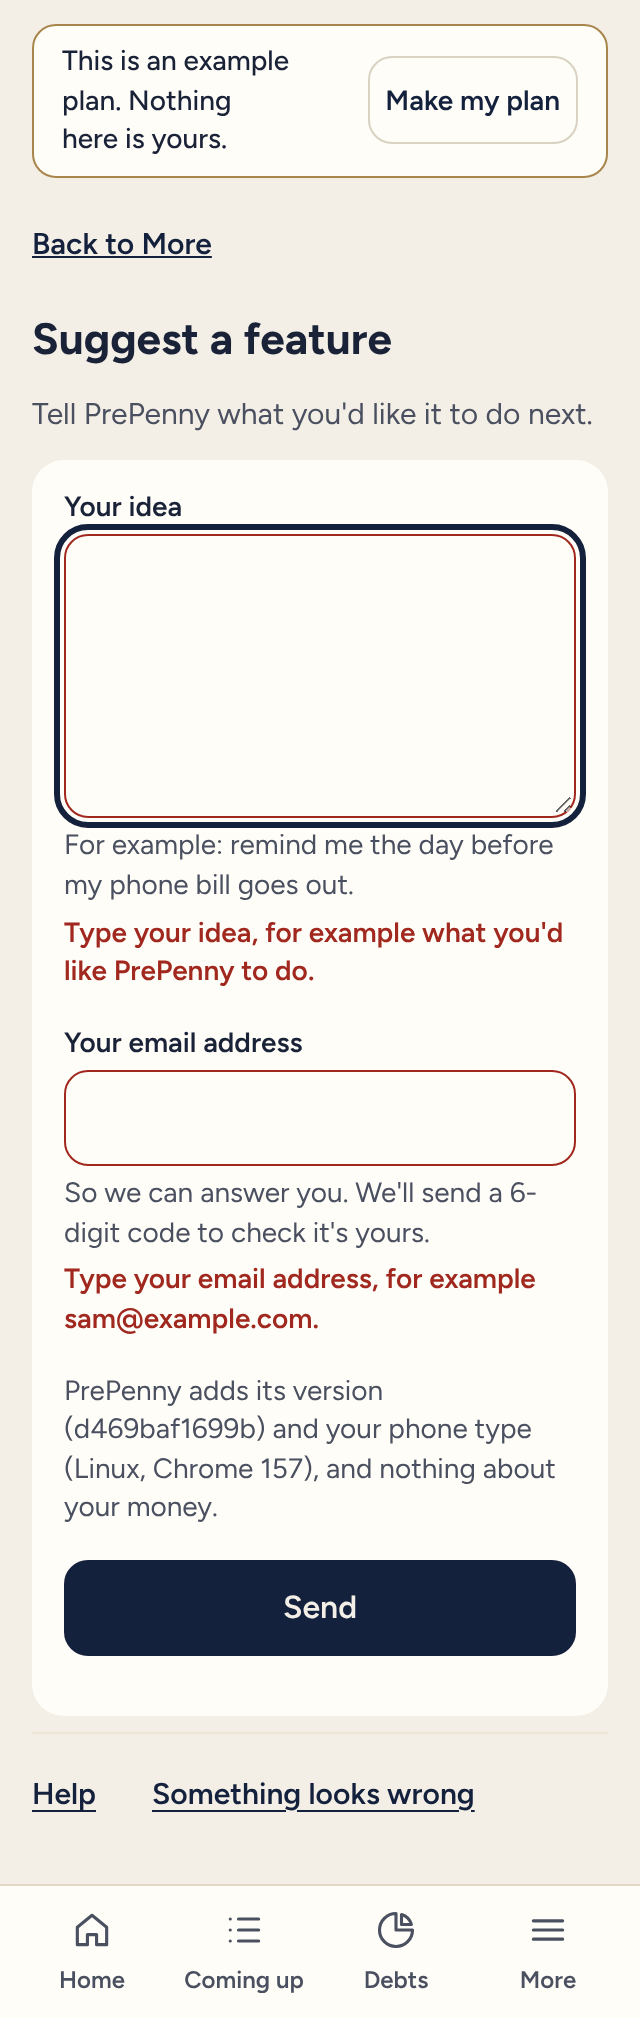 This is an example
plan. Nothing
here is yours.
Make my plan
Back to More
Suggest a feature
Tell PrePenny what you'd like it to do next.
Your idea
For example: remind me the day before
my phone bill goes out.
Type your idea, for example what you'd
like PrePenny to do.
Your email address
So we can answer you. We'll send a 6-
digit code to check it's yours.
Type your email address, for example
sam@example.com.
PrePenny adds its version
(d469baf1699b) and your phone type
(Linux, Chrome 157), and nothing about
your money.
Send
Help
Something looks wrong
Home
Coming up
Debts
More